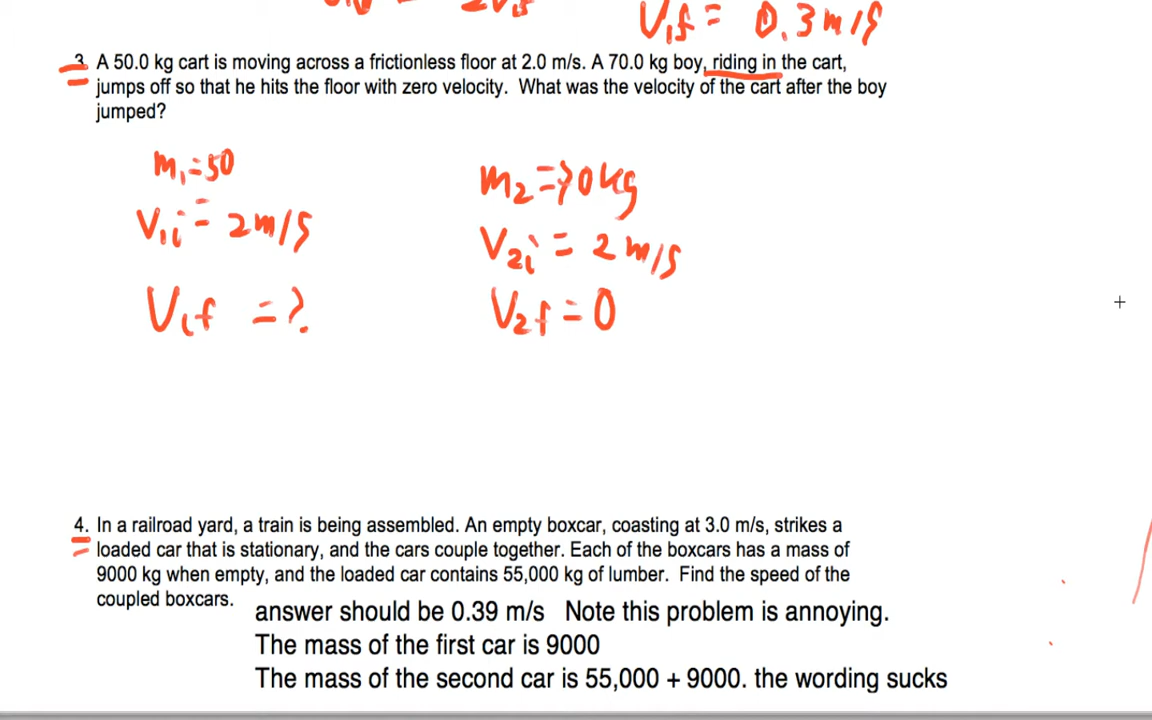 V1f = 0.3 m/s
3. A 50.0 kg cart is moving across a frictionless floor at 2.0 m/s. A 70.0 kg boy, riding in the cart,
jumps off so that he hits the floor with zero velocity. What was the velocity of the cart after the boy
jumped?
m1=50
m2=70kg
V1i = 2m/s
V2i = 2m/s
V1f =?
V2f=0
4. In a railroad yard, a train is being assembled. An empty boxcar, coasting at 3.0 m/s, strikes a
loaded car that is stationary, and the cars couple together. Each of the boxcars has a mass of
9000 kg when empty, and the loaded car contains 55,000 kg of lumber. Find the speed of the
coupled boxcars.
answer should be 0.39 m/s Note this problem is annoying.
The mass of the first car is 9000
The mass of the second car is 55,000 + 9000. the wording sucks